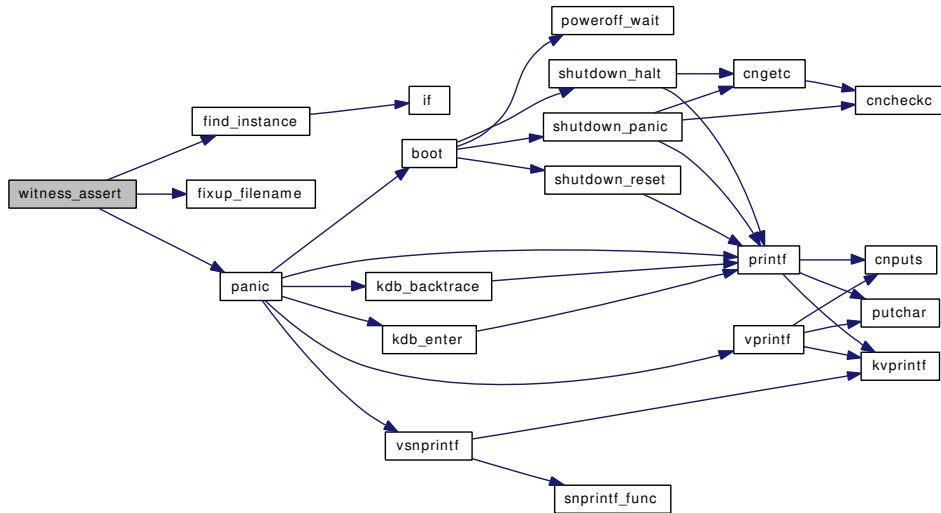 poweroff_wait
shutdown_halt
cngetc
if
cncheckc
find_instance
shutdown_panic
boot
shutdown_reset
witness_assert
fixup_filename
printf
cnputs
panic
kdb_backtrace
putchar
kdb_enter
vprintf
kvprintf
vsnprintf
snprintf_func